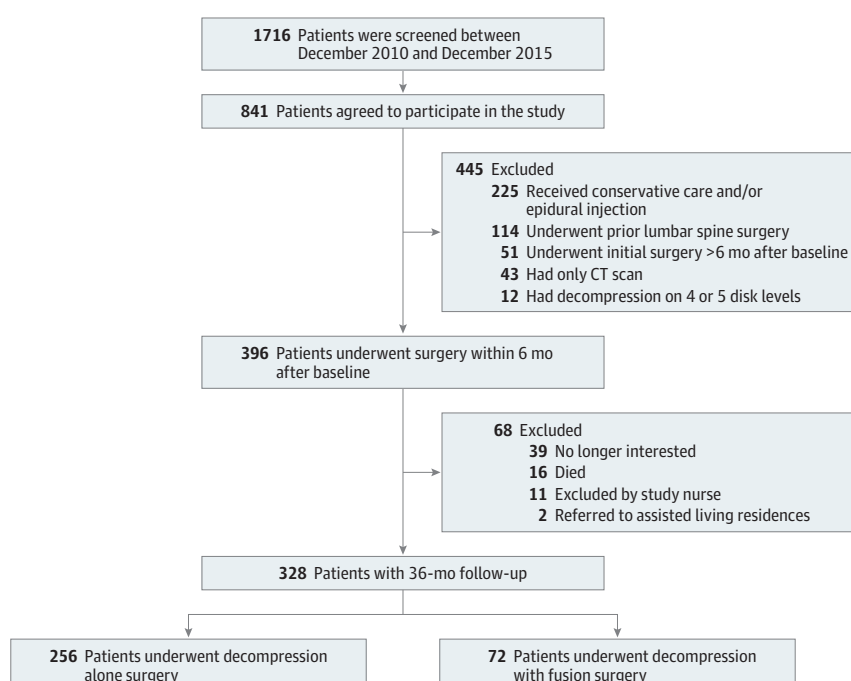 1716 Patients were screened between
December 2010 and December 2015
841 Patients agreed to participate in the study
445 Excluded
225 Received conservative care and/or
epidural injection
114 Underwent prior lumbar spine surgery
51 Underwent initial surgery >6 mo after baseline
43 Had only CT scan
12 Had decompression on 4 or 5 disk levels
396 Patients underwent surgery within 6 mo
after baseline
68 Excluded
39 No longer interested
16 Died
11 Excluded by study nurse
2 Referred to assisted living residences
328 Patients with 36-mo follow-up
256 Patients underwent decompression
alone surgery
72 Patients underwent decompression
with fusion surgery